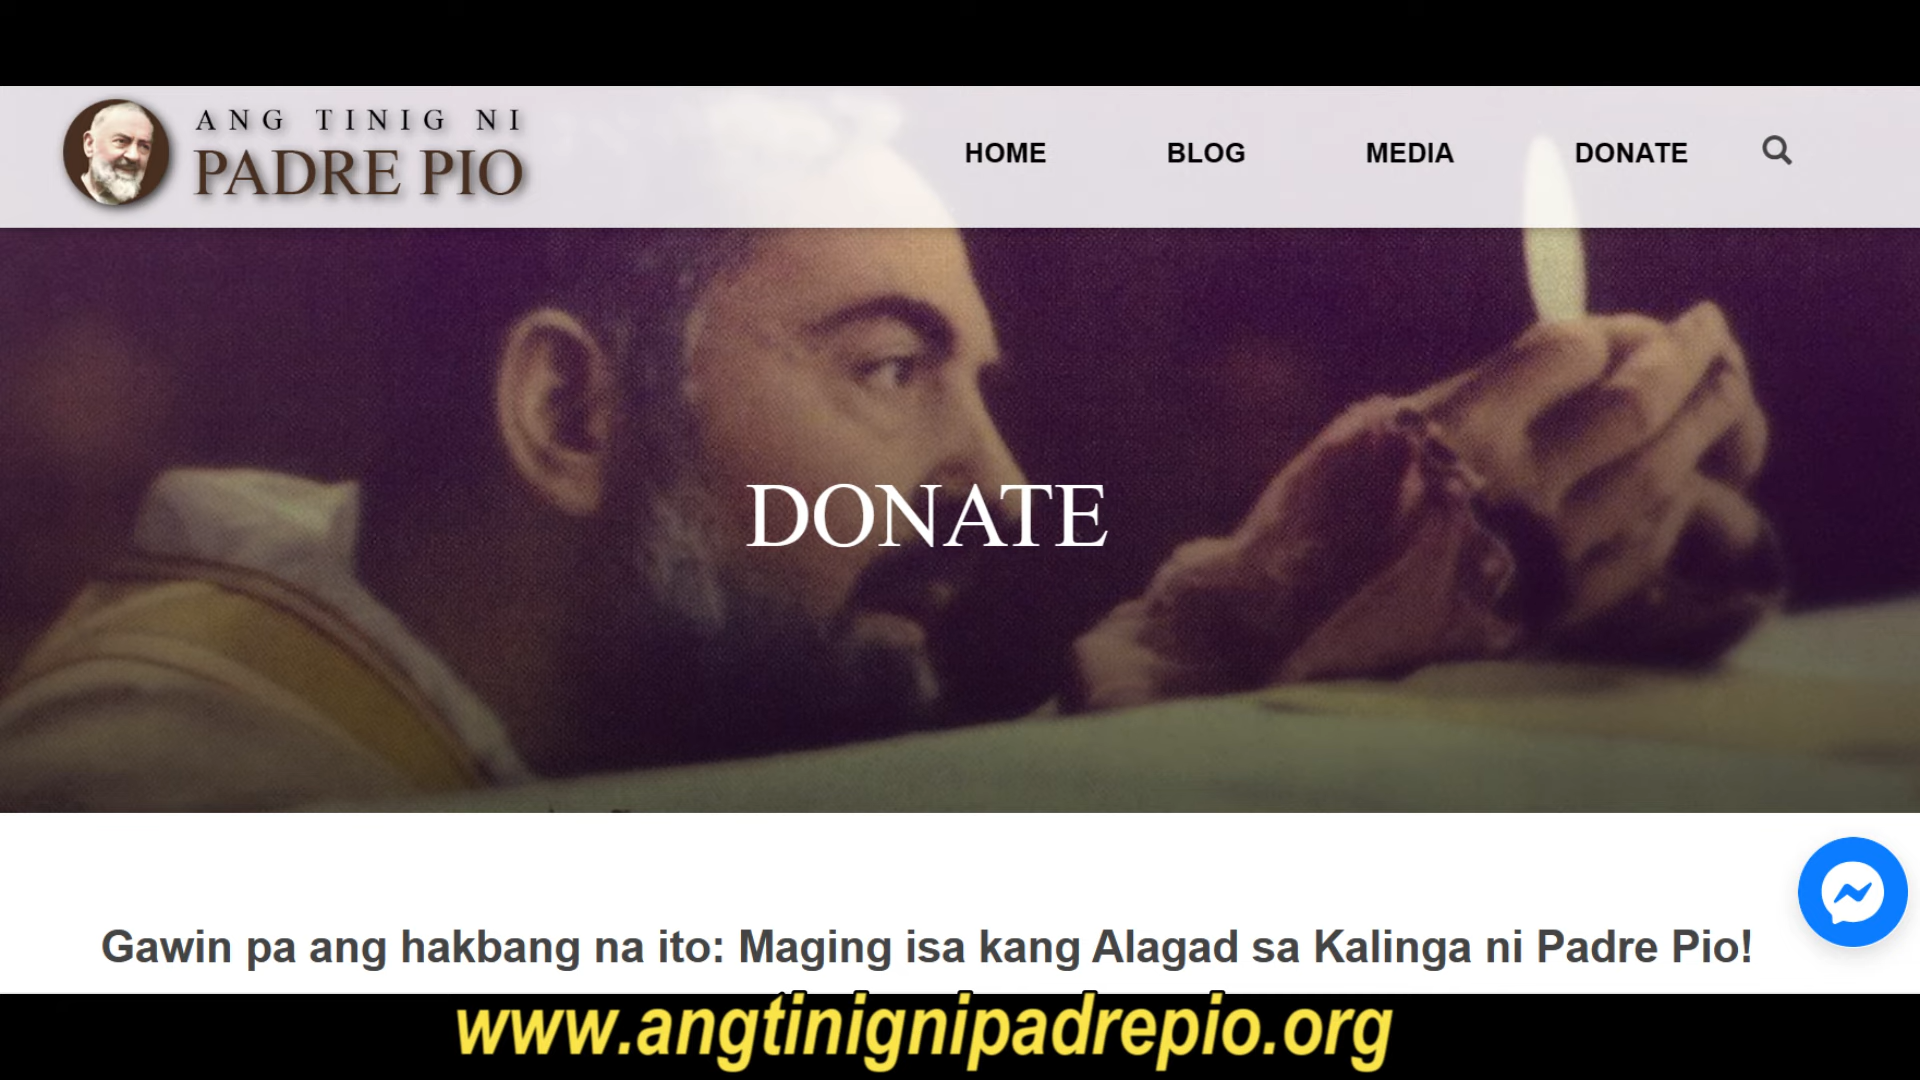 ANG TINIG NI
PADRE PIO
HOME BLOG MEDIA DONATE
DONATE
Gawin pa ang hakbang na ito: Maging isa kang Alagad sa Kalinga ni Padre Pio!
www.angtinignipadrepio.org